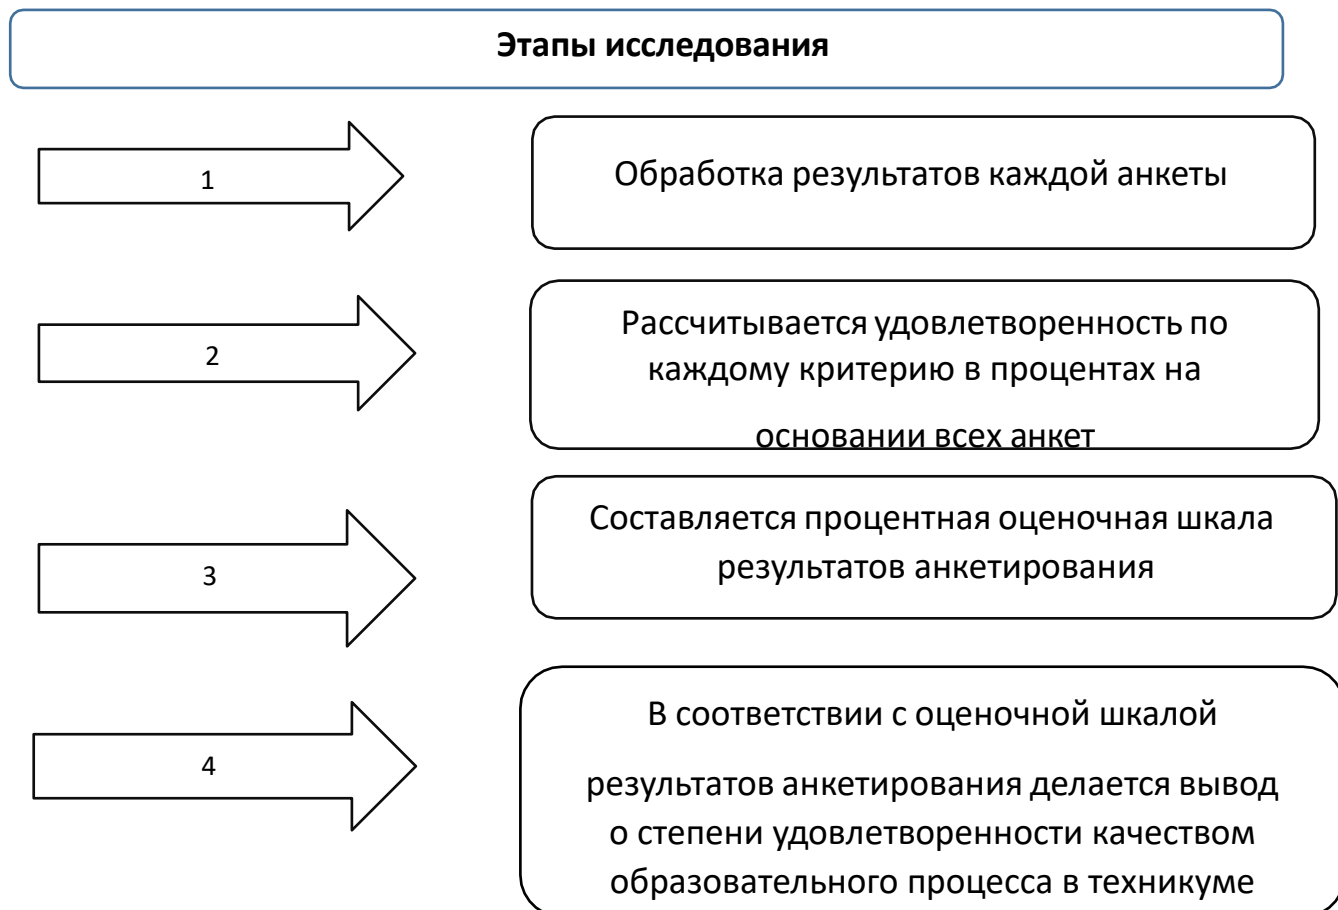 Этапы исследования
1
Обработка результатов каждой анкеты
2
Рассчитывается удовлетворенность по
каждому критерию в процентах на
основании всех анкет
3
Составляется процентная оценочная шкала
результатов анкетирования
4
В соответствии с оценочной шкалой
результатов анкетирования делается вывод
о степени удовлетворенности качеством
образовательного процесса в техникуме